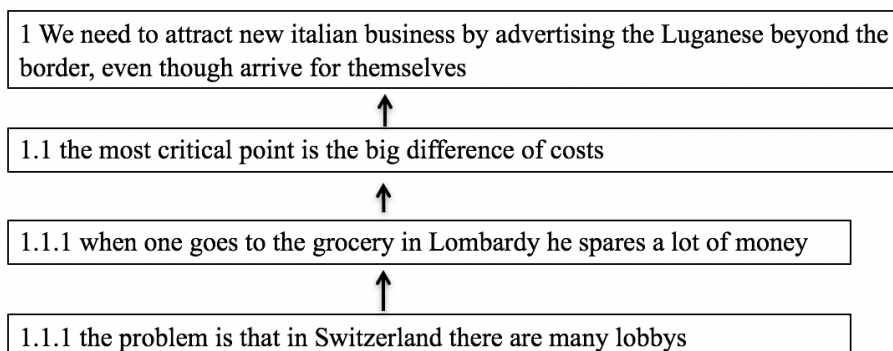 1 We need to attract new italian business by advertising the Luganese beyond the
border, even though arrive for themselves
1.1 the most critical point is the big difference of costs
1.1.1 when one goes to the grocery in Lombardy he spares a lot of money
1.1.1 the problem is that in Switzerland there are many lobbys